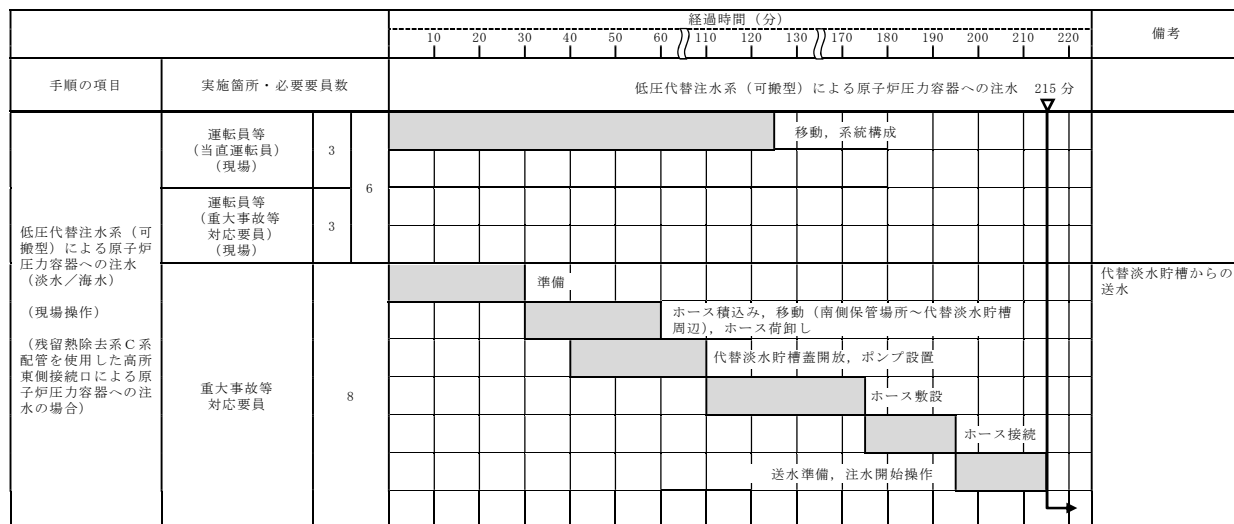 経過時間（分）
備考
10 20 30 40 50 60 110 130 170 180 190 200 210 220
手順の項目
実施箇所・必要要員数
低圧代替注水系（可搬型）による原子炉圧力容器への注水 215 分
低圧代替注水系（可
搬型）による原子炉
圧力容器への注水
（淡水／海水）
（現場操作）
（残留熱除去系Ｃ系
配管を使用した高所
東側接続口による原
子炉圧力容器への注
水の場合）
運転員等
（当直運転員）
（現場）
3
6
移動，系統構成
運転員等
（重大事故等
対応要員）
（現場）
3
重大事故等
対応要員
8
準備
ホース積込み，移動（南側保管場所～代替淡水貯槽
周辺），ホース荷卸し
代替淡水貯槽蓋開放，ポンプ設置
ホース敷設
ホース接続
送水準備，注水開始操作
代替淡水貯槽からの
送水